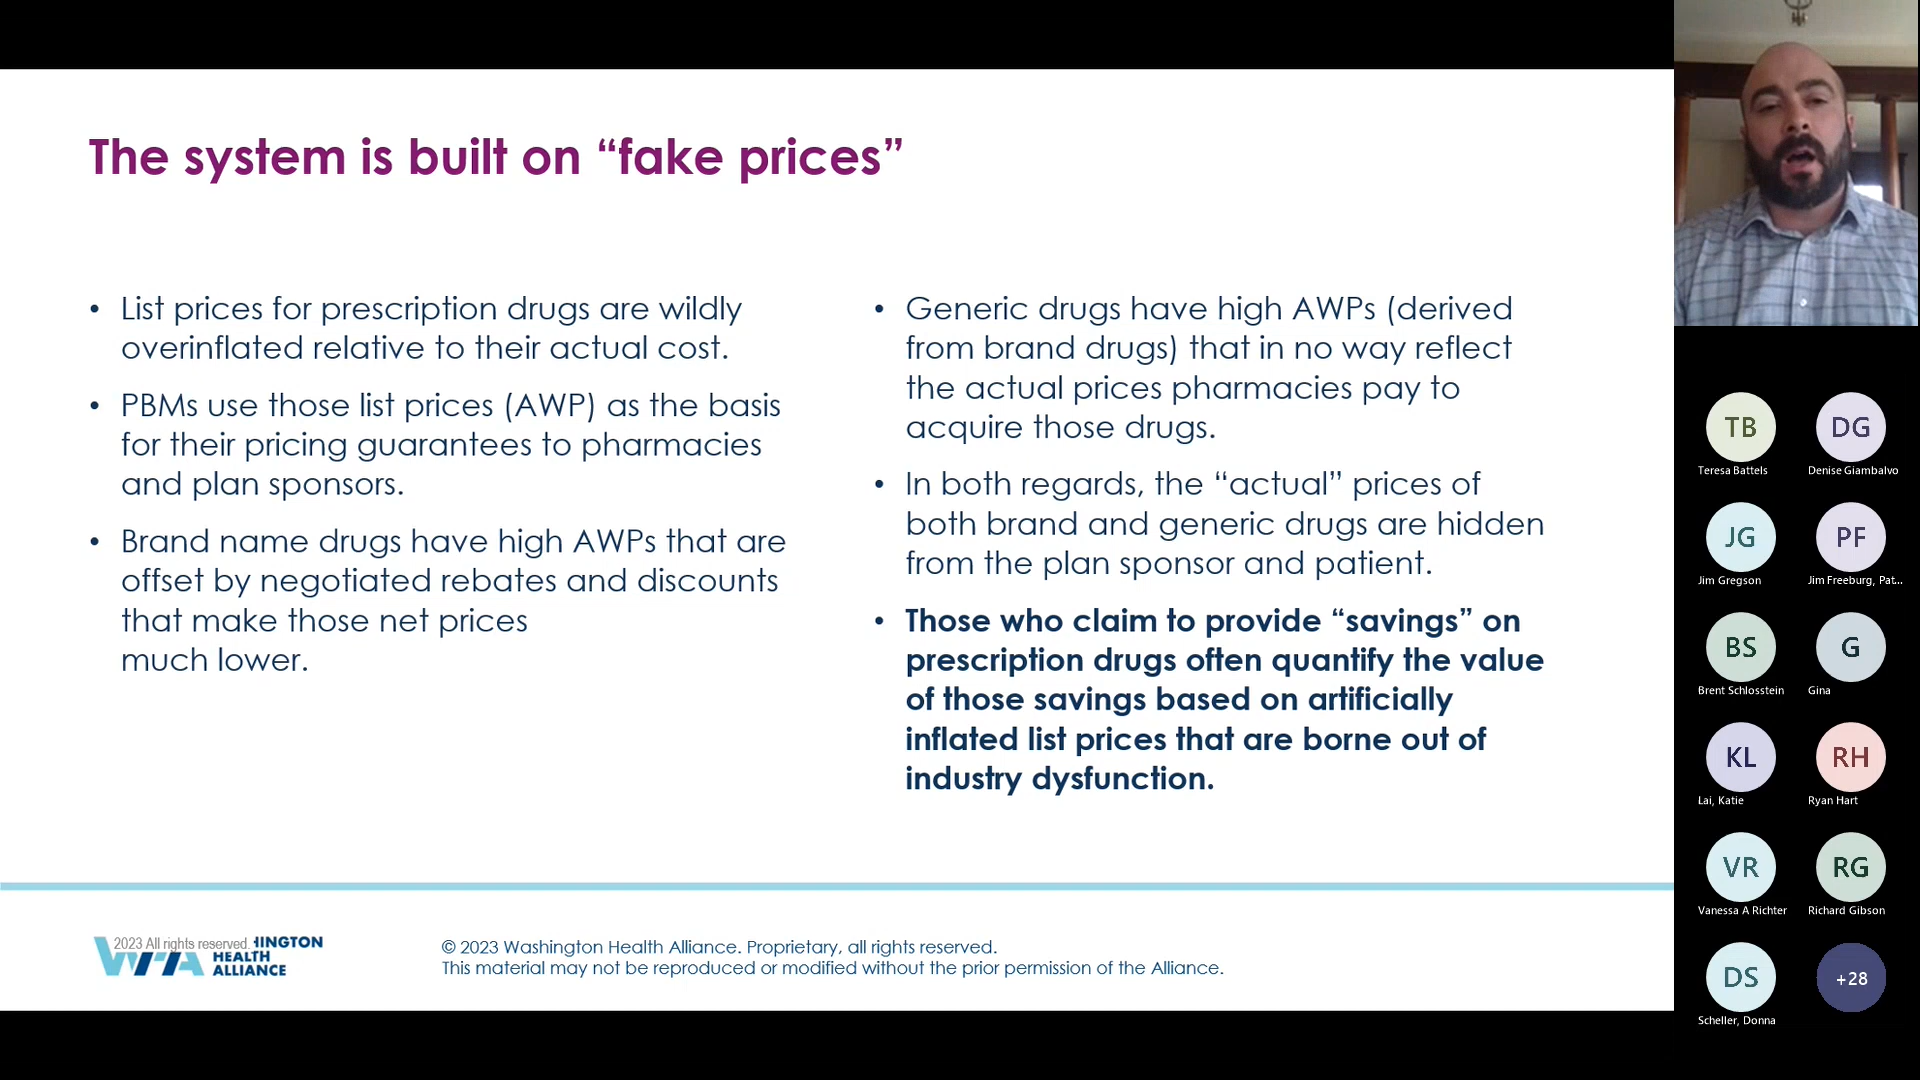 The system is built on “fake prices”
• List prices for prescription drugs are wildly
overinflated relative to their actual cost.
• PBMs use those list prices (AWP) as the basis
for their pricing guarantees to pharmacies
and plan sponsors.
• Brand name drugs have high AWPs that are
offset by negotiated rebates and discounts
that make those net prices
much lower.
• Generic drugs have high AWPs (derived
from brand drugs) that in no way reflect
the actual prices pharmacies pay to
acquire those drugs.
• In both regards, the “actual” prices of
both brand and generic drugs are hidden
from the plan sponsor and patient.
• Those who claim to provide “savings” on
prescription drugs often quantify the value
of those savings based on artificially
inflated list prices that are borne out of
industry dysfunction.
2023 All rights reserved.
HEALTH
ALLIANCE
© 2023 Washington Health Alliance. Proprietary, all rights reserved.
This material may not be reproduced or modified without the prior permission of the Alliance.
TB
Teresa Battels
DG
Denise Giambalvo
JG
Jim Gregson
PF
Jim Freeburg, Pat...
BS
Brent Schlosstein
G
Gina
KL
Lai, Katie
RH
Ryan Hart
VR
Vanessa A Richter
RG
Richard Gibson
DS
Scheller, Donna
+28